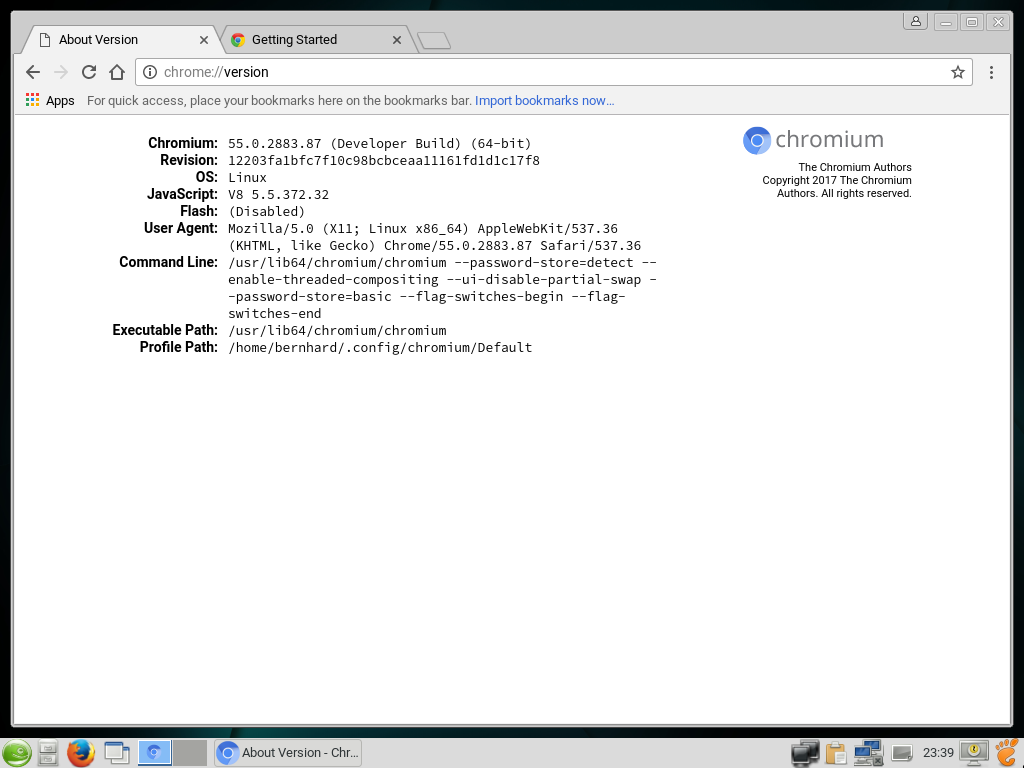 About Version
Getting Started
chrome://version
Apps For quick access, place your bookmarks here on the bookmarks bar. Import bookmarks now...
chromium
The Chromium Authors
Copyright 2017 The Chromium
Authors. All rights reserved.
Chromium: 55.0.2883.87 (Developer Build) (64-bit)
Revision: 12203fa1bfc7f10c98bcbceaa11161fd1d1c17f8
OS: Linux
JavaScript: V8 5.5.372.32
Flash: (Disabled)
User Agent: Mozilla/5.0 (X11; Linux x86_64) AppleWebKit/537.36
(KHTML, like Gecko) Chrome/55.0.2883.87 Safari/537.36
Command Line: /usr/lib64/chromium/chromium --password-store=detect --
enable-threaded-compositing --ui-disable-partial-swap -
-password-store=basic --flag-switches-begin --flag-
switches-end
Executable Path: /usr/lib64/chromium/chromium
Profile Path: /home/bernhard/.config/chromium/Default
About Version - Chr...
23:39